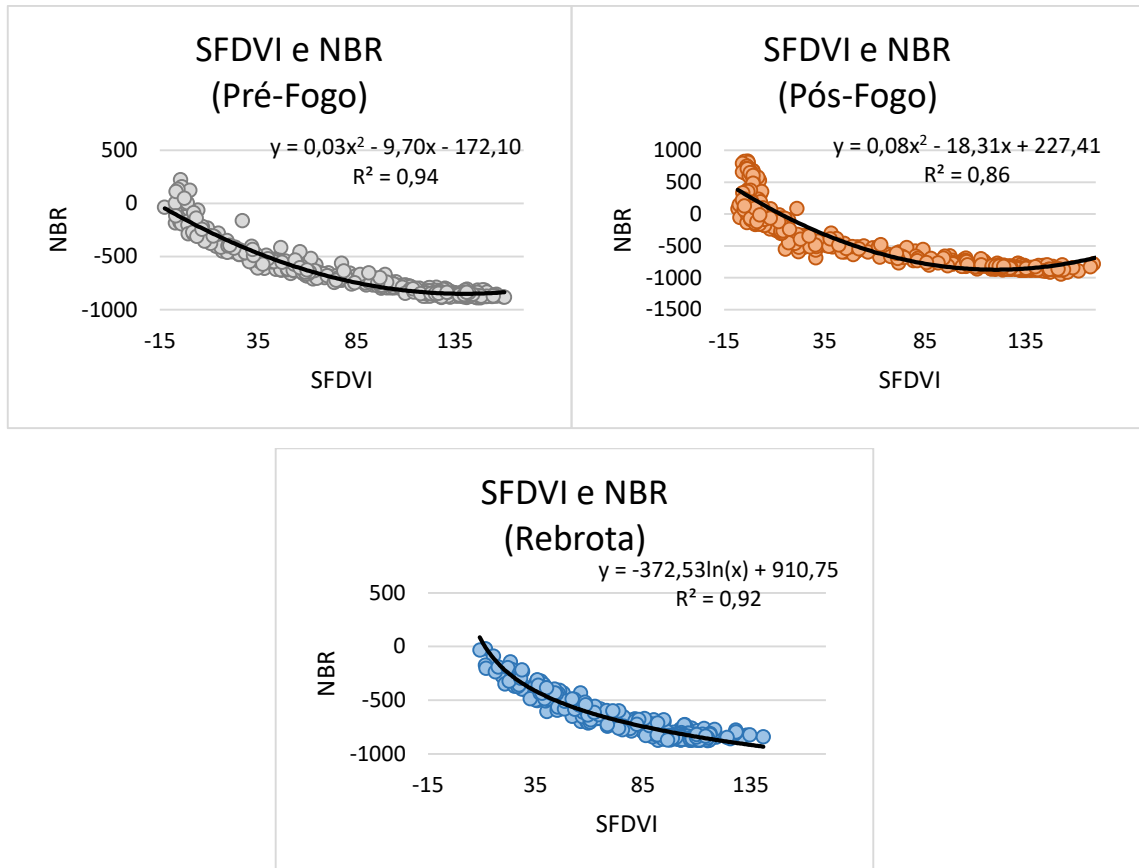 SFDVI e NBR
(Pré-Fogo)
y = 0,03x² - 9,70x - 172,10
R² = 0,94
500
0
-500
-1000
NBR
-15 35 85 135
SFDVI
SFDVI e NBR
(Pós-Fogo)
y = 0,08x² - 18,31x + 227,41
R² = 0,86
1000
500
0
-500
-1000
-1500
NBR
-15 35 85 135
SFDVI
SFDVI e NBR
(Rebrota)
y = -372,53ln(x) + 910,75
R² = 0,92
500
0
-500
-1000
NBR
-15 35 85 135
SFDVI